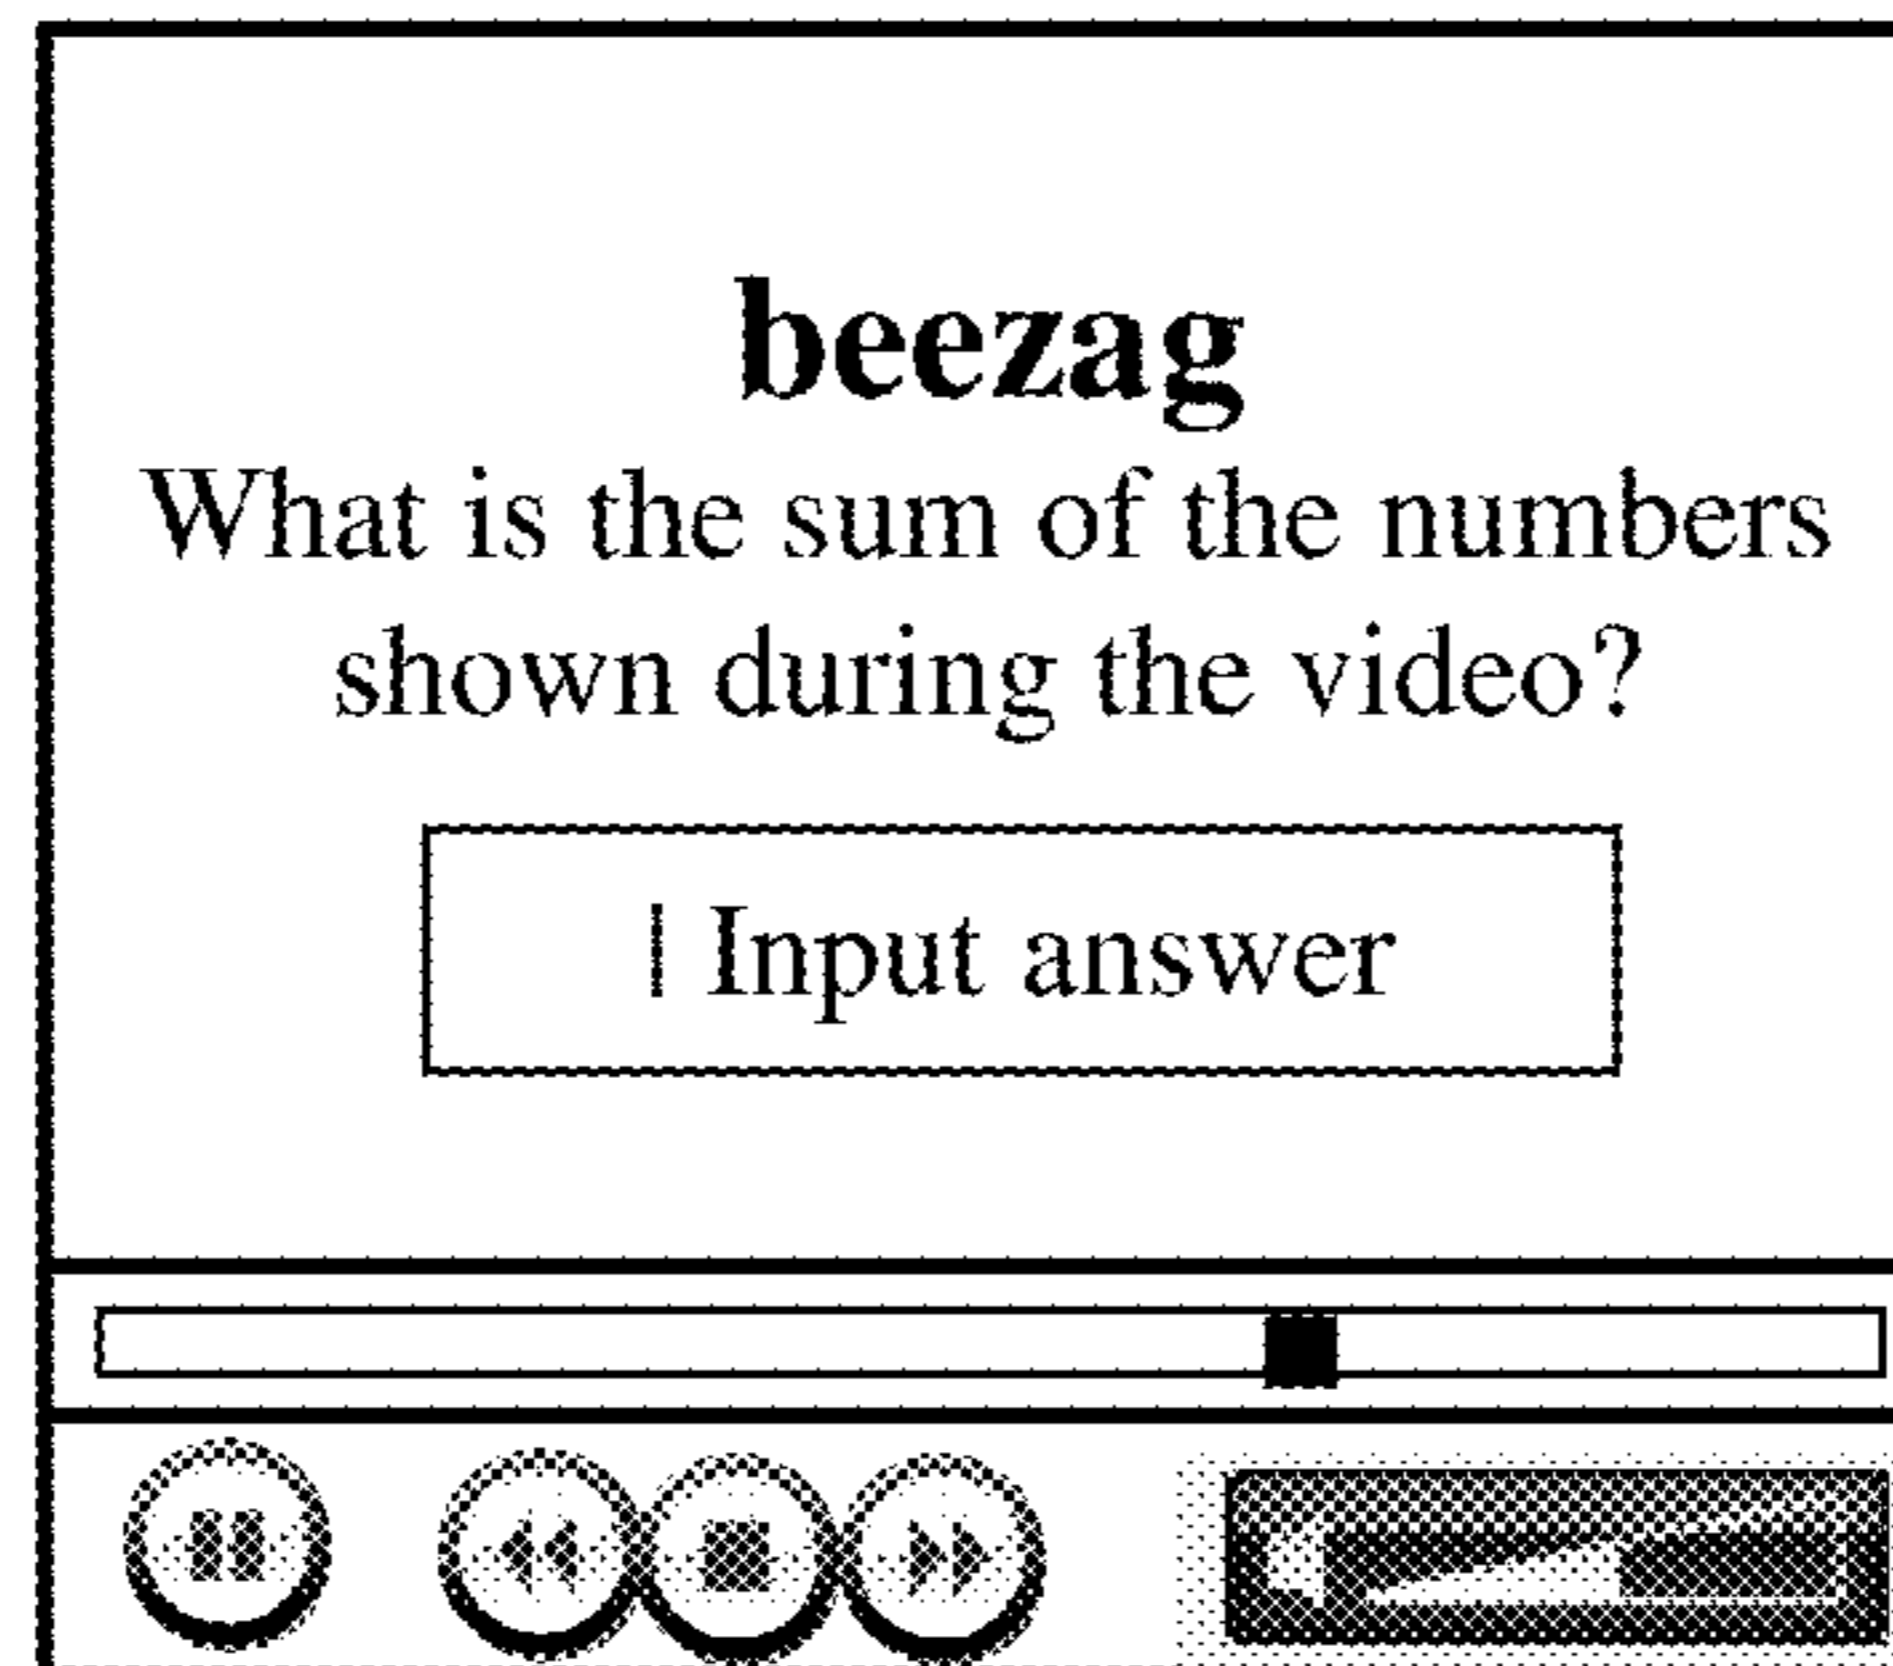 beezag
What is the sum of the numbers
shown during the video?
| Input answer